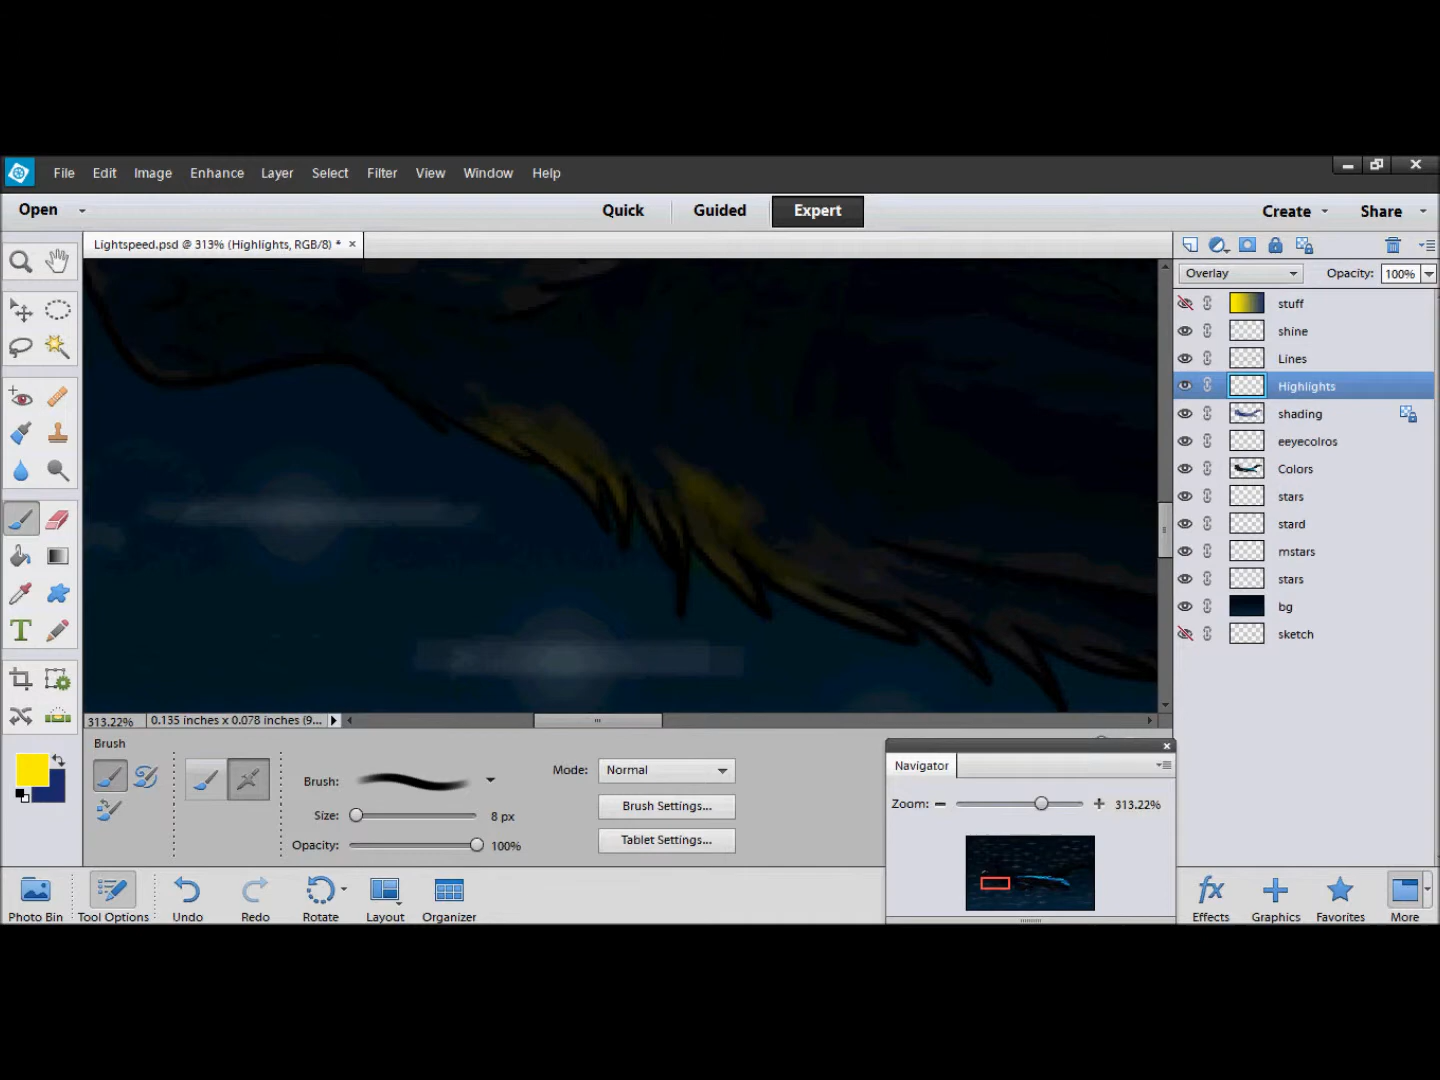 File Edit Image Enhance Layer Select Filter View Window Help
Open Quick Guided Expert Create Share
Lightspeed.psd @ 313% (Highlights, RGB/8) * ×
Overlay Opacity: 100%
stuff
shine
Lines
Highlights
shading
eeyecolros
Colors
stars
stard
mstars
stars
bg
sketch
313.22% 0.135 inches x 0.078 inches (9...
Brush
Brush:
Size: 8 px
Opacity: 100%
Mode: Normal
Brush Settings...
Tablet Settings...
Navigator
Zoom: 313.22%
Photo Bin Tool Options Undo Redo Rotate Layout Organizer
Effects Graphics Favorites More